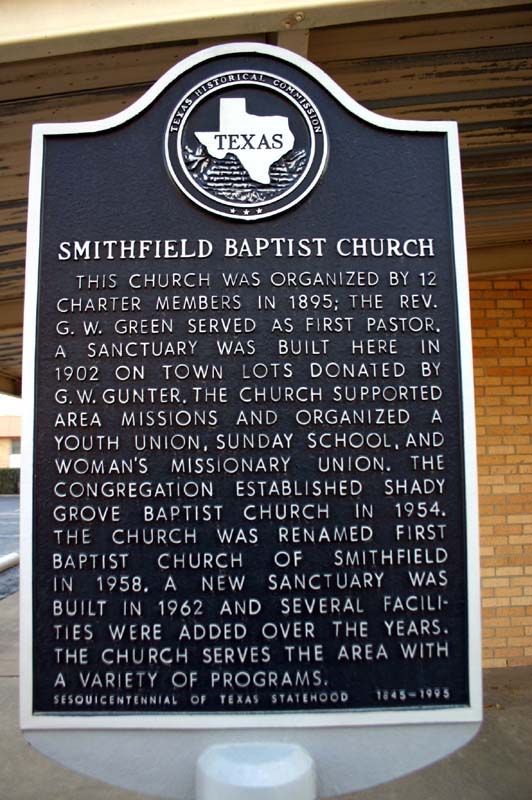 TEXAS HISTORICAL COMMISSION
TEXAS
SMITHFIELD BAPTIST CHURCH
THIS CHURCH WAS ORGANIZED BY 12
CHARTER MEMBERS IN 1895; THE REV.
G. W. GREEN SERVED AS FIRST PASTOR.
A SANCTUARY WAS BUILT HERE IN
1902 ON TOWN LOTS DONATED BY
G. W. GUNTER. THE CHURCH SUPPORTED
AREA MISSIONS AND ORGANIZED A
YOUTH UNION, SUNDAY SCHOOL, AND
WOMAN'S MISSIONARY UNION. THE
CONGREGATION ESTABLISHED SHADY
GROVE BAPTIST CHURCH IN 1954.
THE CHURCH WAS RENAMED FIRST
BAPTIST CHURCH OF SMITHFIELD
IN 1958. A NEW SANCTUARY WAS
BUILT IN 1962 AND SEVERAL FACILI-
TIES WERE ADDED OVER THE YEARS.
THE CHURCH SERVES THE AREA WITH
A VARIETY OF PROGRAMS.
SESQUICENTENNIAL OF TEXAS STATEHOOD 1845-1995